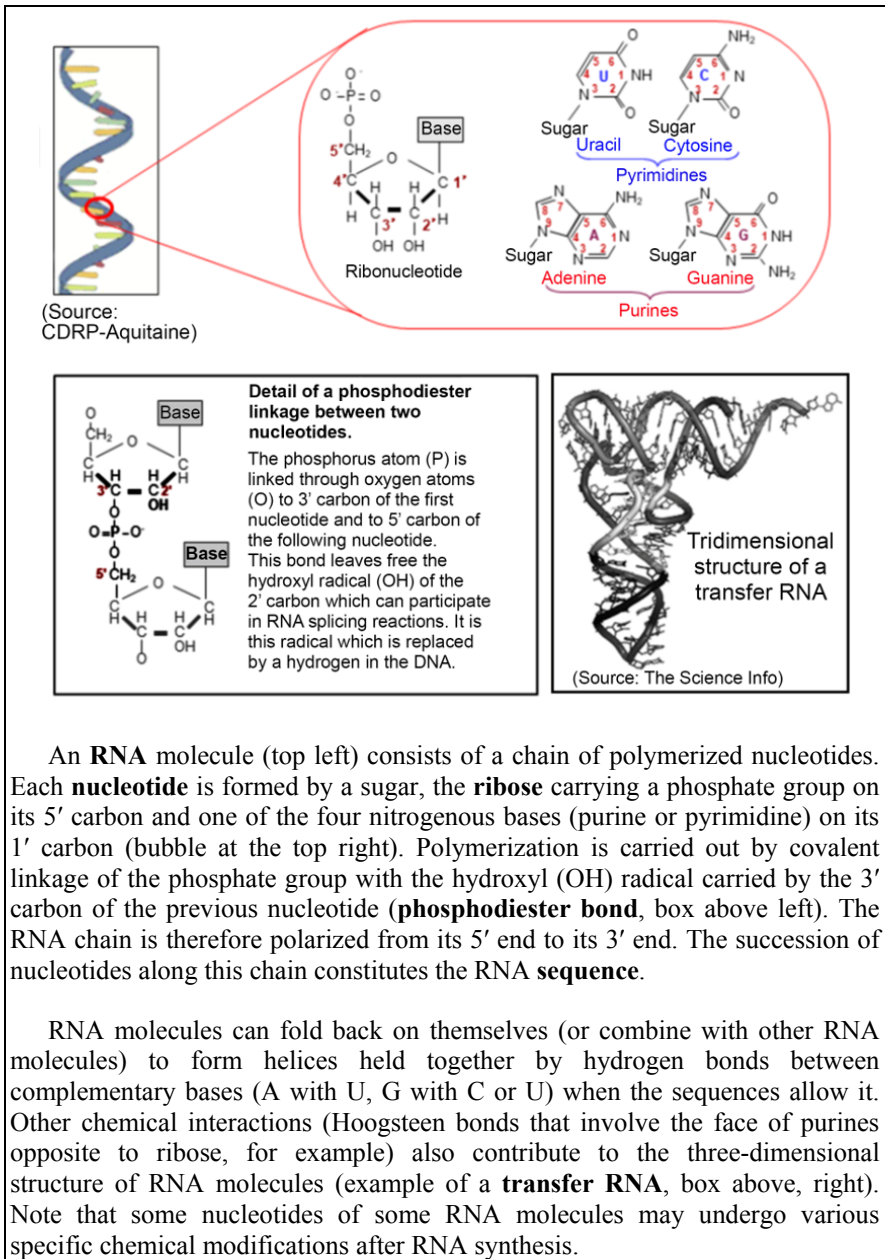 O⁻
O⁻-P=O
O
5' CH₂
O
Base
C
4'
1'
H
H
H
H
C
C
3'
2'
OH
OH
Ribonucleotide
O
5
6
4
U
1
NH
3
2
N
O
Sugar
Uracil
NH₂
5
6
4
C
1
N
3
2
N
O
Sugar
Cytosine
Pyrimidines
N
7
8
5
6
NH₂
9
4
A
1
N
N
3
2
N
Sugar
Adenine
N
7
8
5
6
O
9
4
G
1
NH
N
3
2
N
NH₂
Sugar
Guanine
Purines
(Source:
CDRP-Aquitaine)
O
CH₂
O
Base
C
C
H
H
H
H
3'
C
C
2'
O
OH
O=P-O⁻
O
5' CH₂
O
Base
C
C
H
H
H
H
C
C
O
OH
Detail of a phosphodiester
linkage between two
nucleotides.
The phosphorus atom (P) is
linked through oxygen atoms
(O) to 3’ carbon of the first
nucleotide and to 5’ carbon of
the following nucleotide.
This bond leaves free the
hydroxyl radical (OH) of the
2’ carbon which can participate
in RNA splicing reactions. It is
this radical which is replaced
by a hydrogen in the DNA.
Tridimensional
structure of a
transfer RNA
(Source: The Science Info)
An RNA molecule (top left) consists of a chain of polymerized nucleotides.
Each nucleotide is formed by a sugar, the ribose carrying a phosphate group on
its 5′ carbon and one of the four nitrogenous bases (purine or pyrimidine) on its
1′ carbon (bubble at the top right). Polymerization is carried out by covalent
linkage of the phosphate group with the hydroxyl (OH) radical carried by the 3′
carbon of the previous nucleotide (phosphodiester bond, box above left). The
RNA chain is therefore polarized from its 5′ end to its 3′ end. The succession of
nucleotides along this chain constitutes the RNA sequence.
RNA molecules can fold back on themselves (or combine with other RNA
molecules) to form helices held together by hydrogen bonds between
complementary bases (A with U, G with C or U) when the sequences allow it.
Other chemical interactions (Hoogsteen bonds that involve the face of purines
opposite to ribose, for example) also contribute to the three-dimensional
structure of RNA molecules (example of a transfer RNA, box above, right).
Note that some nucleotides of some RNA molecules may undergo various
specific chemical modifications after RNA synthesis.